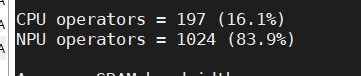 CPU operators = 197 (16.1%)
NPU operators = 1024 (83.9%)